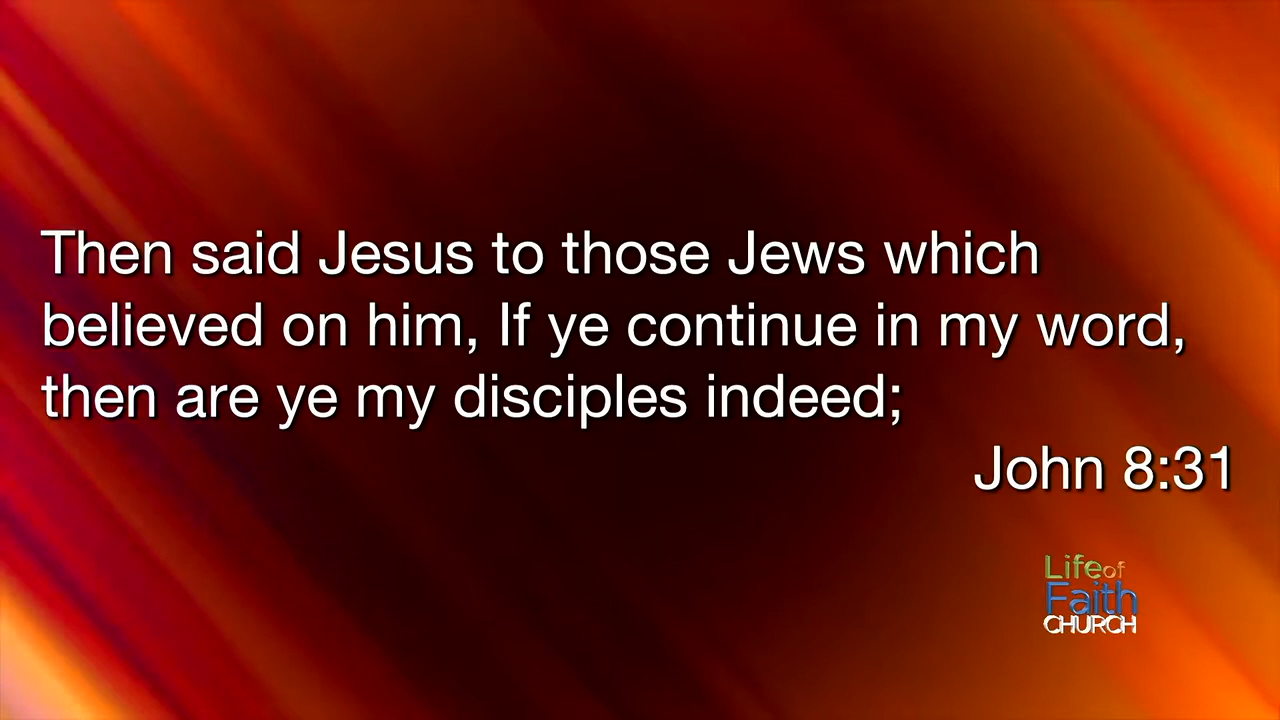 Then said Jesus to those Jews which
believed on him, If ye continue in my word,
then are ye my disciples indeed;
John 8:31
Life of
Faith
CHURCH